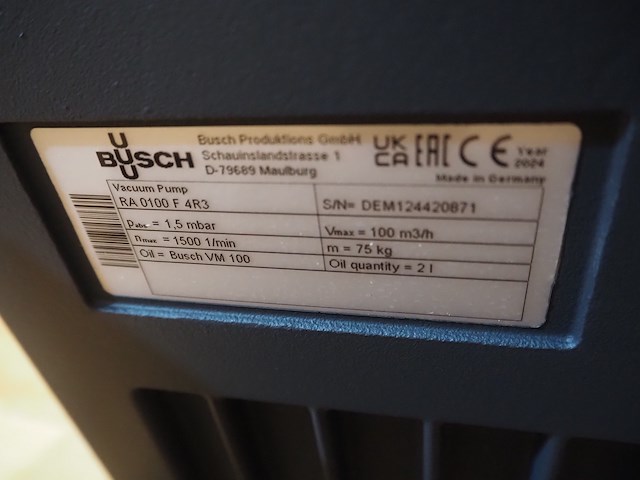 BUSCH
Busch Produktions GmbH
Schauinslandstrasse 1
D-79689 Maulburg
UK CA EAC CE
Year 2024
Made in Germany
Vacuum Pump
RA 0100 F 4R3
S/N= DEM124420871
Pabs = 1,5 mbar
Vmax = 100 m3/h
nmax = 1500 1/min
m = 75 kg
Oil = Busch VM 100
Oil quantity = 2 l